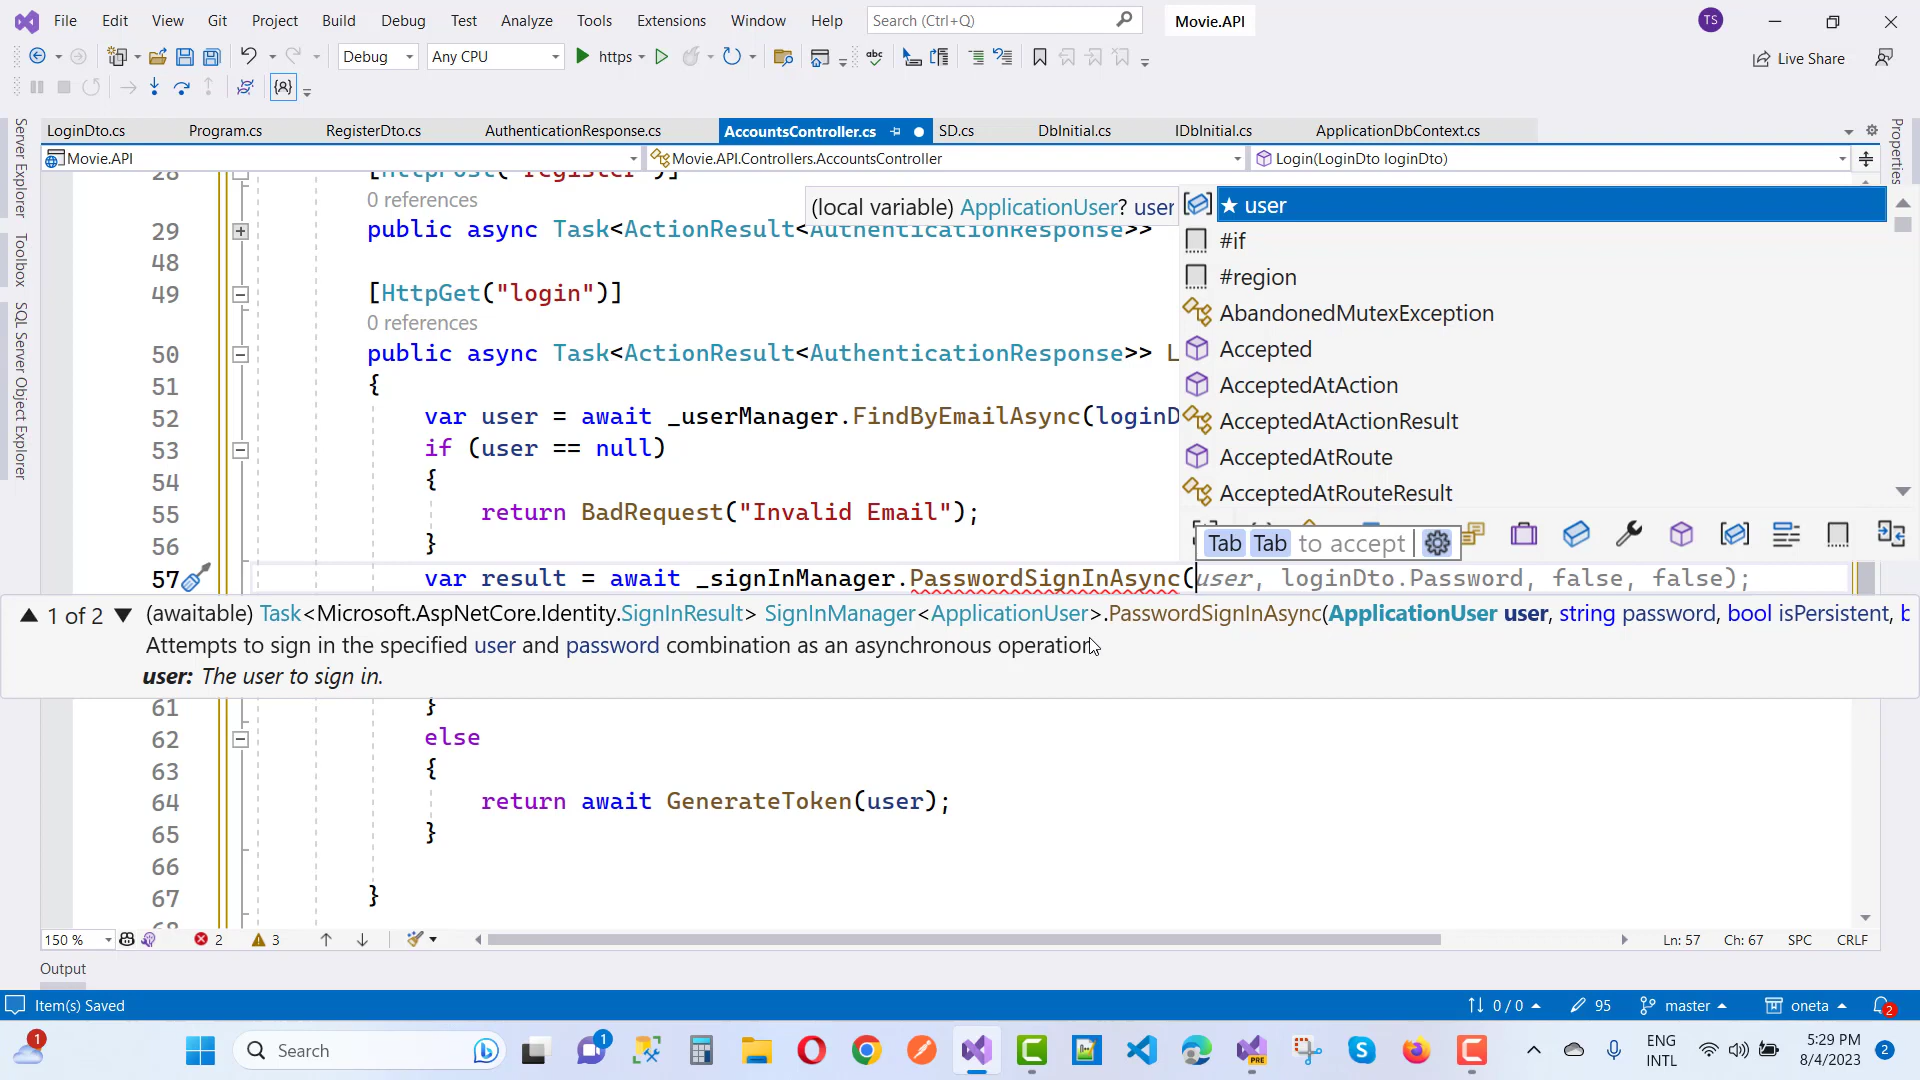 File Edit View Git Project Build Debug Test Analyze Tools Extensions Window Help Search (Ctrl+Q) Movie.API TS
Debug Any CPU https Live Share
LoginDto.cs Program.cs RegisterDto.cs AuthenticationResponse.cs AccountsController.cs SD.cs DbInitial.cs IDbInitial.cs ApplicationDbContext.cs
Movie.API Movie.API.Controllers.AccountsController Login(LoginDto loginDto)
Server Explorer
Toolbox
SQL Server Object Explorer
Properties
28 [HttpPost("register")]
0 references
29 public async Task<ActionResult<AuthenticationResponse>>
48
49 [HttpGet("login")]
0 references
50 public async Task<ActionResult<AuthenticationResponse>> L
51 {
52 var user = await _userManager.FindByEmailAsync(loginD
53 if (user == null)
54 {
55 return BadRequest("Invalid Email");
56 }
57 var result = await _signInManager.PasswordSignInAsync(user, loginDto.Password, false, false);
(local variable) ApplicationUser? user
★ user
#if
#region
AbandonedMutexException
Accepted
AcceptedAtAction
AcceptedAtActionResult
AcceptedAtRoute
AcceptedAtRouteResult
Tab Tab to accept
1 of 2 (awaitable) Task<Microsoft.AspNetCore.Identity.SignInResult> SignInManager<ApplicationUser>.PasswordSignInAsync(ApplicationUser user, string password, bool isPersistent, b
Attempts to sign in the specified user and password combination as an asynchronous operation
user: The user to sign in.
61 }
62 else
63 {
64 return await GenerateToken(user);
65 }
66
67 }
68
150 % 2 3 Ln: 57 Ch: 67 SPC CRLF
Output
Item(s) Saved 0 / 0 95 master oneta 2
1 Search 1 PRE ENG INTL 5:29 PM 8/4/2023 2